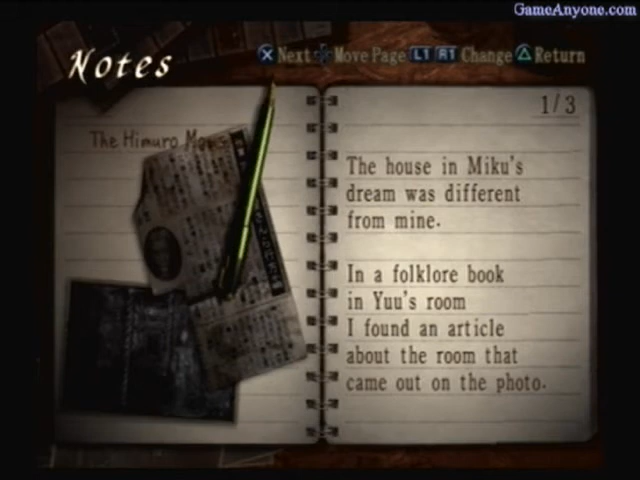 GameAnyone.com
Notes
Next Move Page L1 R1 Change Return
1/3
The Himuro
The house in Miku's
dream was different
from mine.
In a folklore book
in Yuu's room
I found an article
about the room that
came out on the photo.